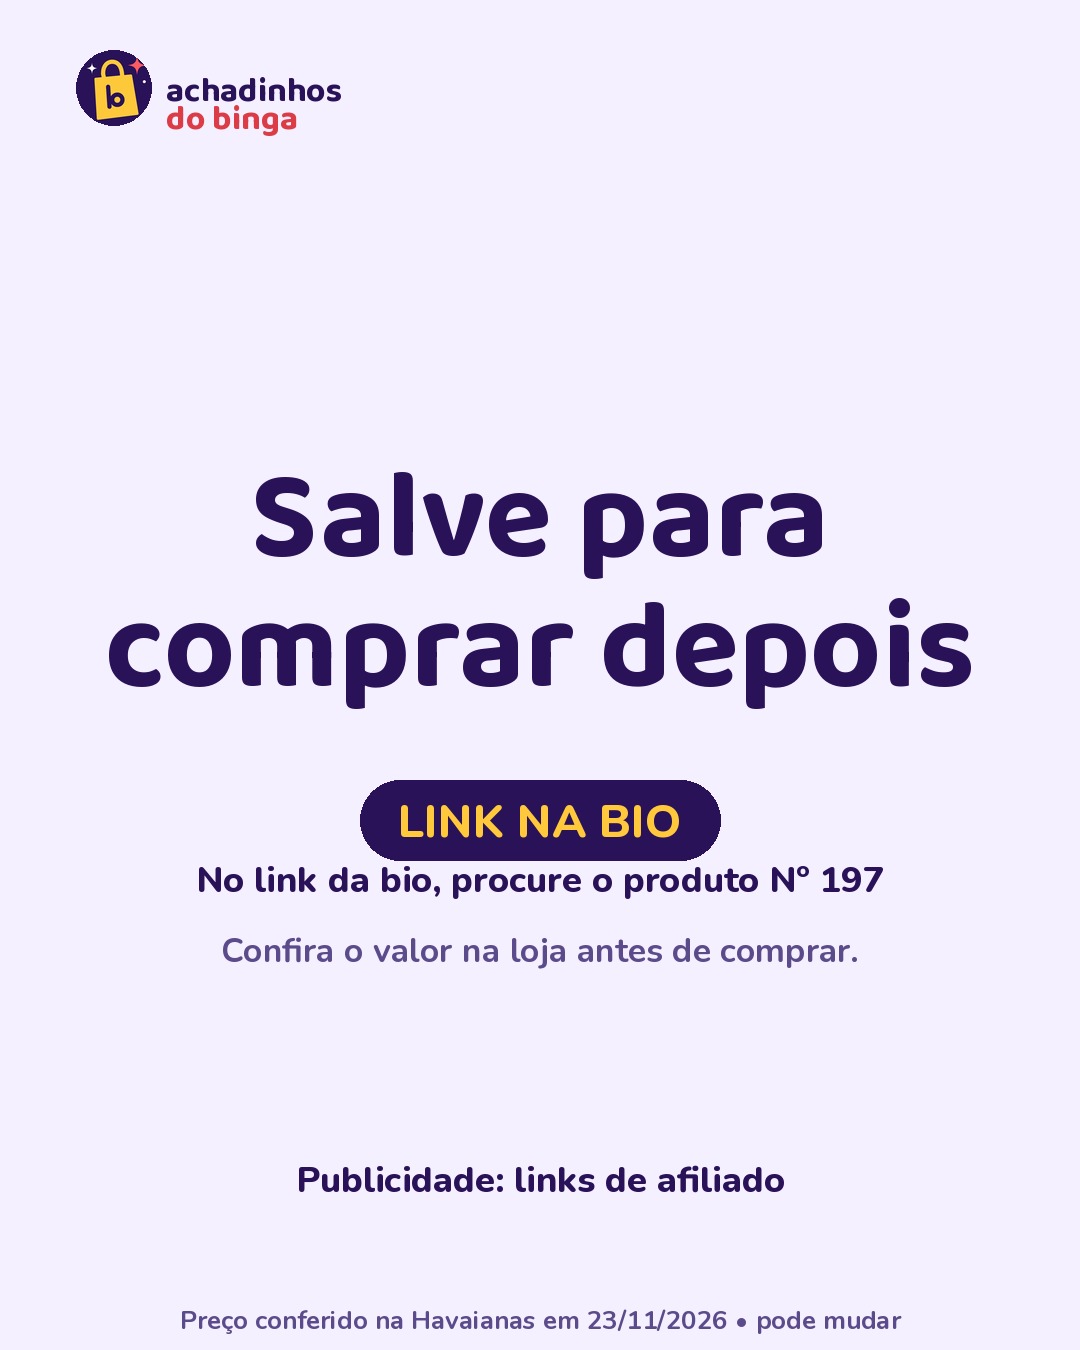 b
achadinhos
do binga
Salve para
comprar depois
LINK NA BIO
No link da bio, procure o produto Nº 197
Confira o valor na loja antes de comprar.
Publicidade: links de afiliado
Preço conferido na Havaianas em 23/11/2026 • pode mudar